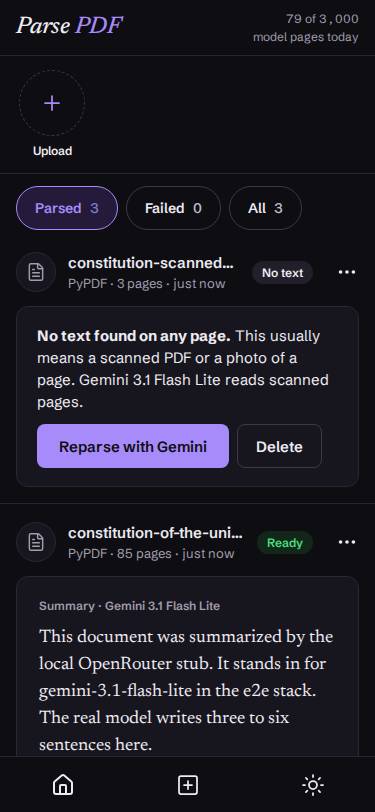 Parse PDF
79 of 3,000
model pages today
Upload
Parsed 3
Failed 0
All 3
constitution-scanned...
No text
PyPDF · 3 pages · just now
No text found on any page. This usually
means a scanned PDF or a photo of a
page. Gemini 3.1 Flash Lite reads scanned
pages.
Reparse with Gemini
Delete
constitution-of-the-uni...
Ready
PyPDF · 85 pages · just now
Summary · Gemini 3.1 Flash Lite
This document was summarized by the
local OpenRouter stub. It stands in for
gemini-3.1-flash-lite in the e2e stack.
The real model writes three to six
sentences here.